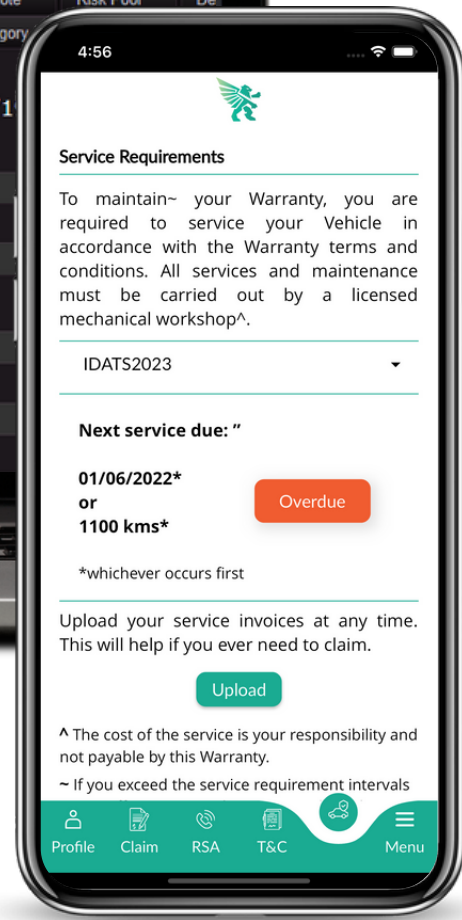 Risk Pool
De
4:56
Service Requirements
To maintain~ your Warranty, you are
required to service your Vehicle in
accordance with the Warranty terms and
conditions. All services and maintenance
must be carried out by a licensed
mechanical workshop^.
IDATS2023
Next service due: ”
01/06/2022*
or
1100 kms*
Overdue
*whichever occurs first
Upload your service invoices at any time.
This will help if you ever need to claim.
Upload
^ The cost of the service is your responsibility and
not payable by this Warranty.
~ If you exceed the service requirement intervals
Profile Claim RSA T&C Menu